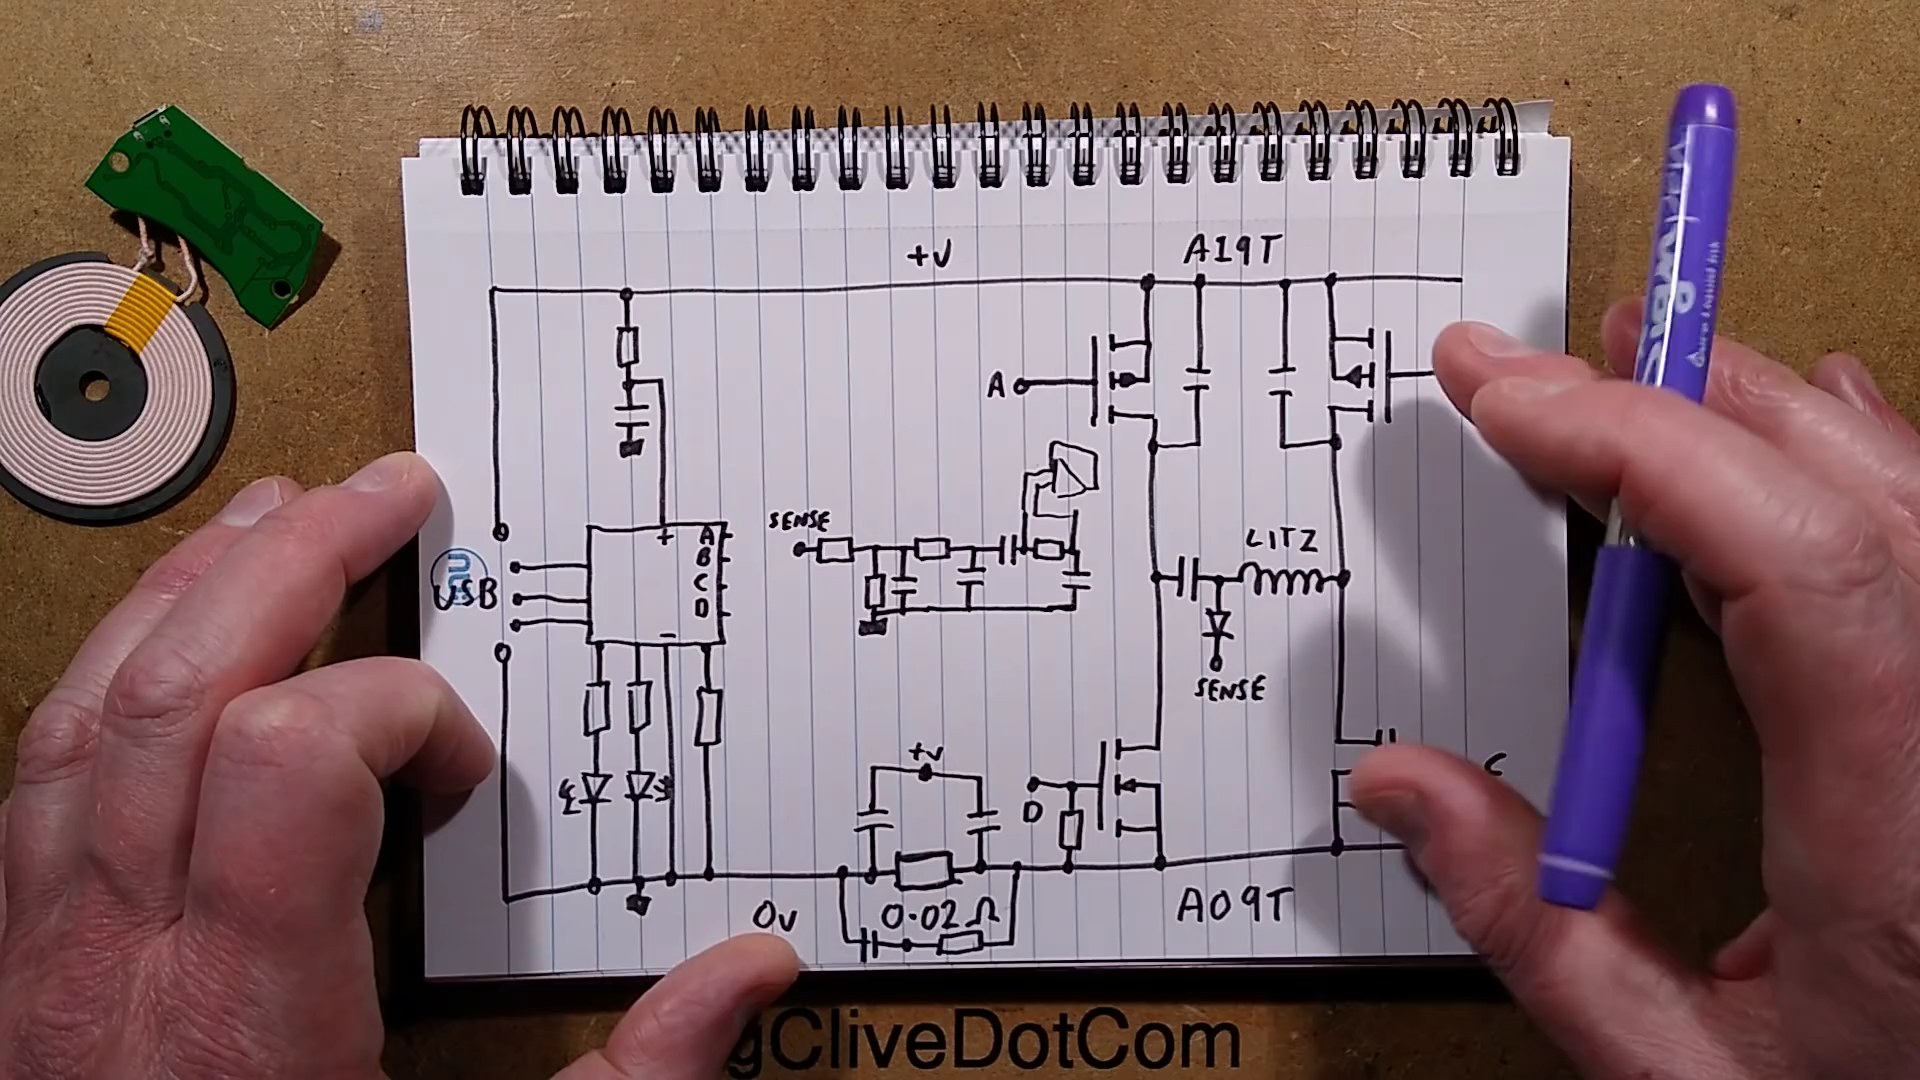 +V
A19T
A
SENSE
+
A
B
C
D
-
USB
LITZ
SENSE
+V
D
C
0V
0.02Ω
A09T
gCliveDotCom